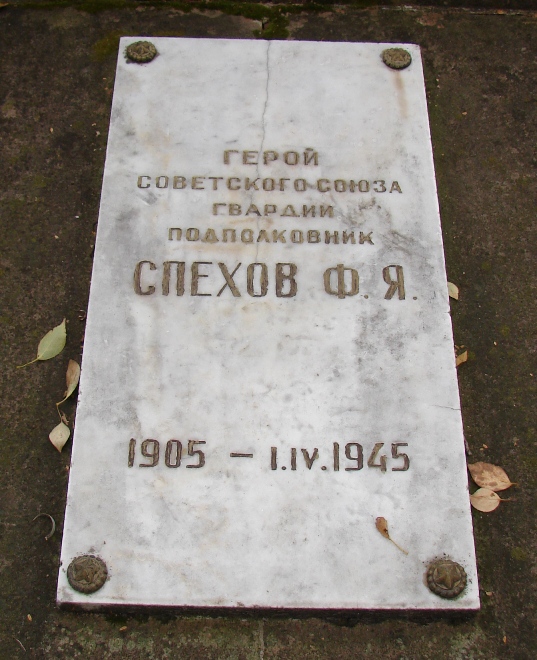 ГЕРОЙ
СОВЕТСКОГО СОЮЗА
ГВАРДИИ
ПОДПОЛКОВНИК
СПЕХОВ Ф. Я.
1905 – I.IV.1945